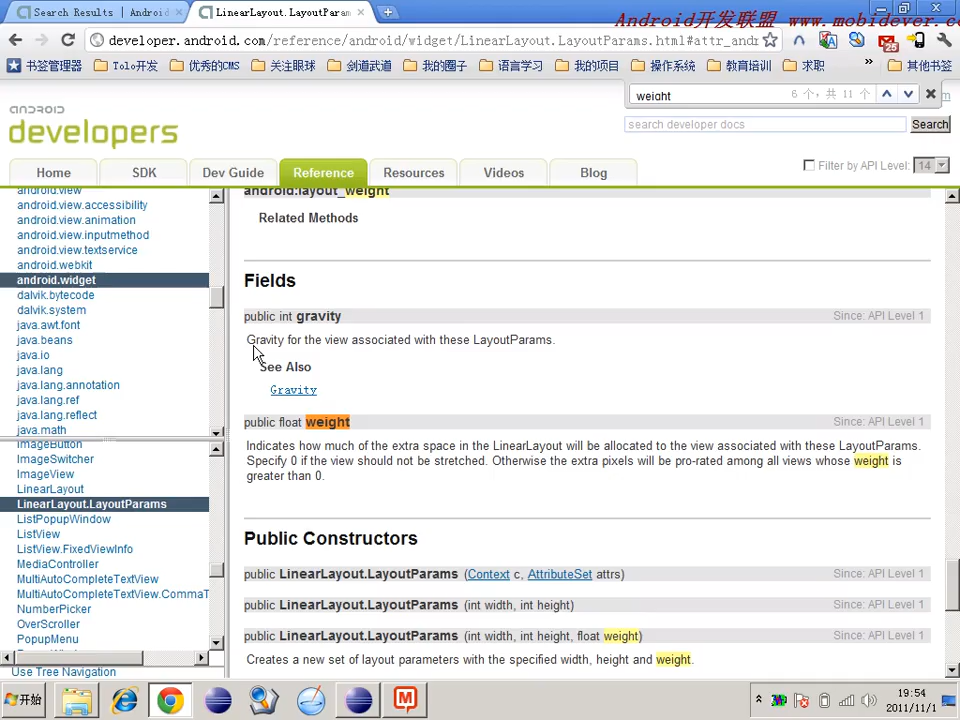 Search Results | Android
LinearLayout.LayoutParam
Android开发联盟 www.mobidever.co
developer.android.com/reference/android/widget/LinearLayout.LayoutParams.html#attr_andr
25
书签管理器 Tolo开发 优秀的CMS 关注眼球 剑道武道 我的圈子 语言学习 我的项目 操作系统 教育培训 求职 » 其他书签
weight 6 个，共 11 个
android
developers
search developer docs Search
Home SDK Dev Guide Reference Resources Videos Blog
Filter by API Level: 14
android.view
android.view.accessibility
android.view.animation
android.view.inputmethod
android.view.textservice
android.webkit
android.widget
dalvik.bytecode
dalvik.system
java.awt.font
java.beans
java.io
java.lang
java.lang.annotation
java.lang.ref
java.lang.reflect
java.math
ImageButton
ImageSwitcher
ImageView
LinearLayout
LinearLayout.LayoutParams
ListPopupWindow
ListView
ListView.FixedViewInfo
MediaController
MultiAutoCompleteTextView
MultiAutoCompleteTextView.CommaT
NumberPicker
OverScroller
PopupMenu
Use Tree Navigation
android:layout_weight
Related Methods
Fields
public int gravity Since: API Level 1
Gravity for the view associated with these LayoutParams.
See Also
Gravity
public float weight Since: API Level 1
Indicates how much of the extra space in the LinearLayout will be allocated to the view associated with these LayoutParams.
Specify 0 if the view should not be stretched. Otherwise the extra pixels will be pro-rated among all views whose weight is
greater than 0.
Public Constructors
public LinearLayout.LayoutParams (Context c, AttributeSet attrs) Since: API Level 1
public LinearLayout.LayoutParams (int width, int height) Since: API Level 1
public LinearLayout.LayoutParams (int width, int height, float weight) Since: API Level 1
Creates a new set of layout parameters with the specified width, height and weight.
开始
19:54
2011/11/1